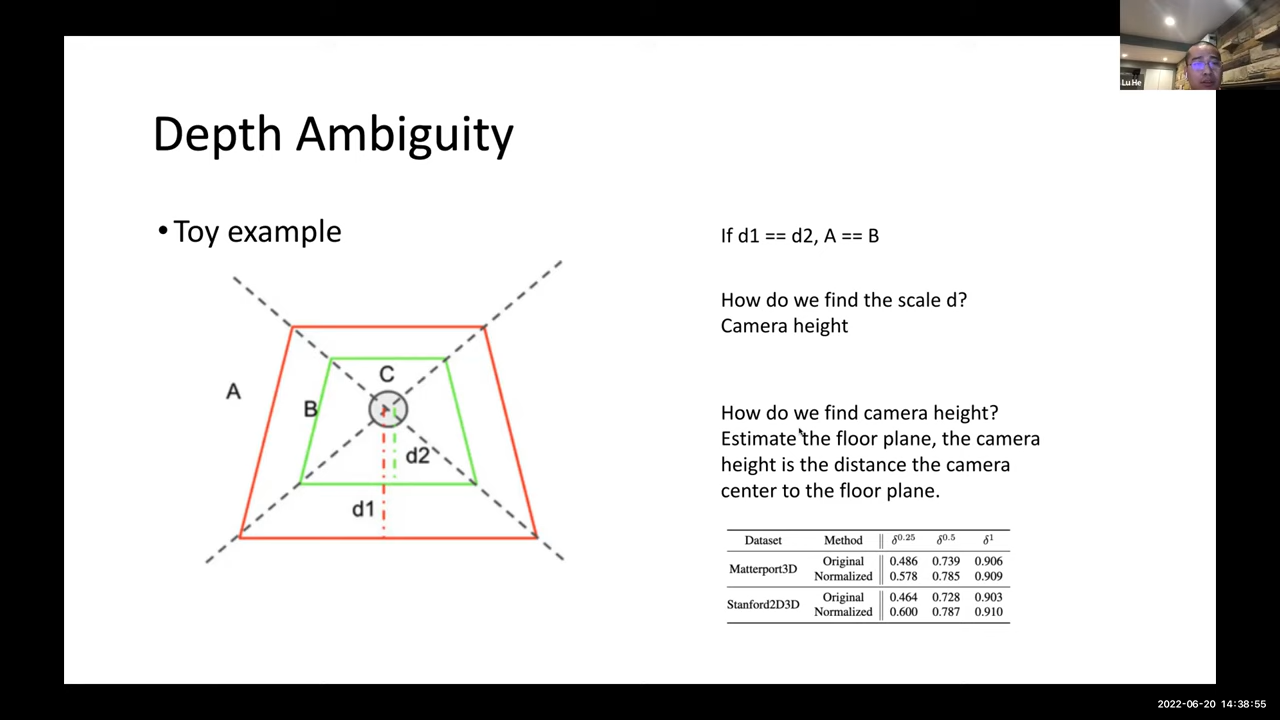 Lu He
Depth Ambiguity
• Toy example
If d1 == d2, A == B
How do we find the scale d?
Camera height
How do we find camera height?
Estimate the floor plane, the camera
height is the distance the camera
center to the floor plane.
A
B
C
d2
d1
Dataset Method δ^0.25 δ^0.5 δ^1
Matterport3D Original 0.486 0.739 0.906
Normalized 0.578 0.785 0.909
Stanford2D3D Original 0.464 0.728 0.903
Normalized 0.600 0.787 0.910
2022-06-20 14:38:55